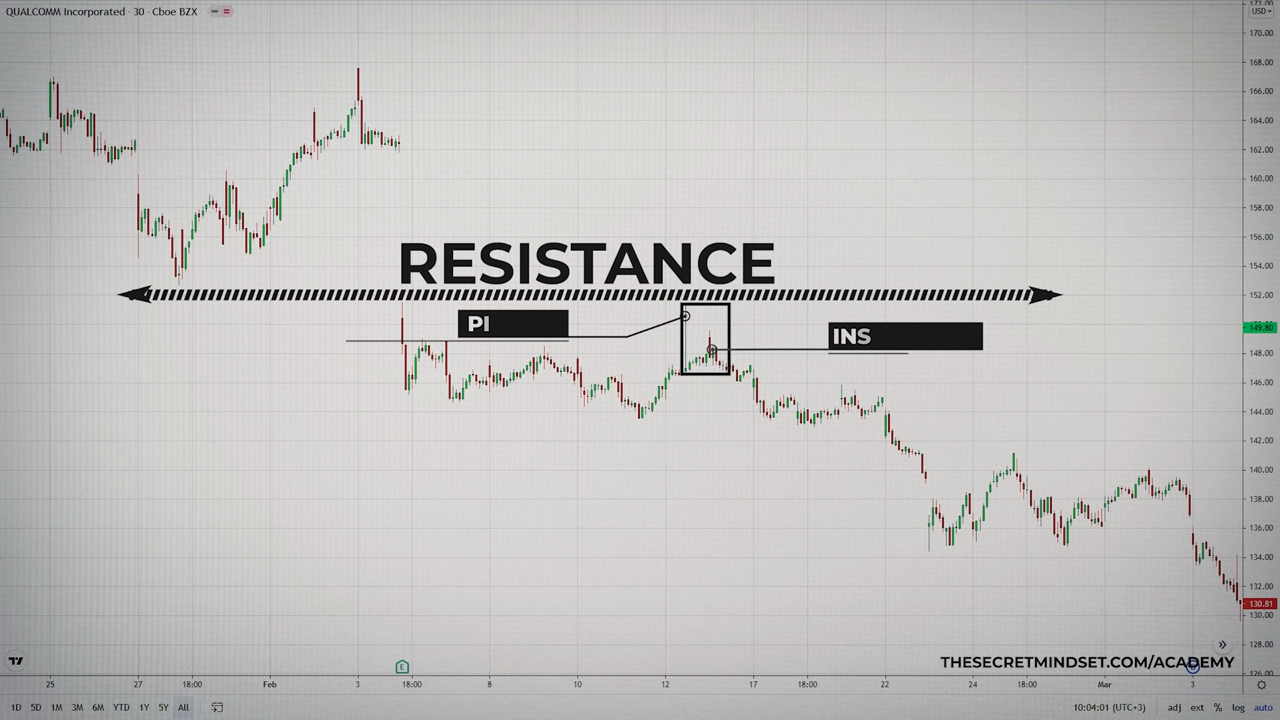 QUALCOMM Incorporated · 30 · Cboe BZX
USD
172.00
170.00
168.00
166.00
164.00
162.00
160.00
158.00
156.00
RESISTANCE
154.00
152.00
PI
INS
149.80
148.00
146.00
144.00
142.00
140.00
138.00
136.00
134.00
132.00
130.81
130.00
128.00
THESECRETMINDSET.COM/ACADEMY
126.00
E
25 27 18:00 Feb 3 18:00 8 10 12 17 18:00 22 24 18:00 Mar 3
1D 5D 1M 3M 6M YTD 1Y 5Y All
10:04:01 (UTC+3) adj ext % log auto